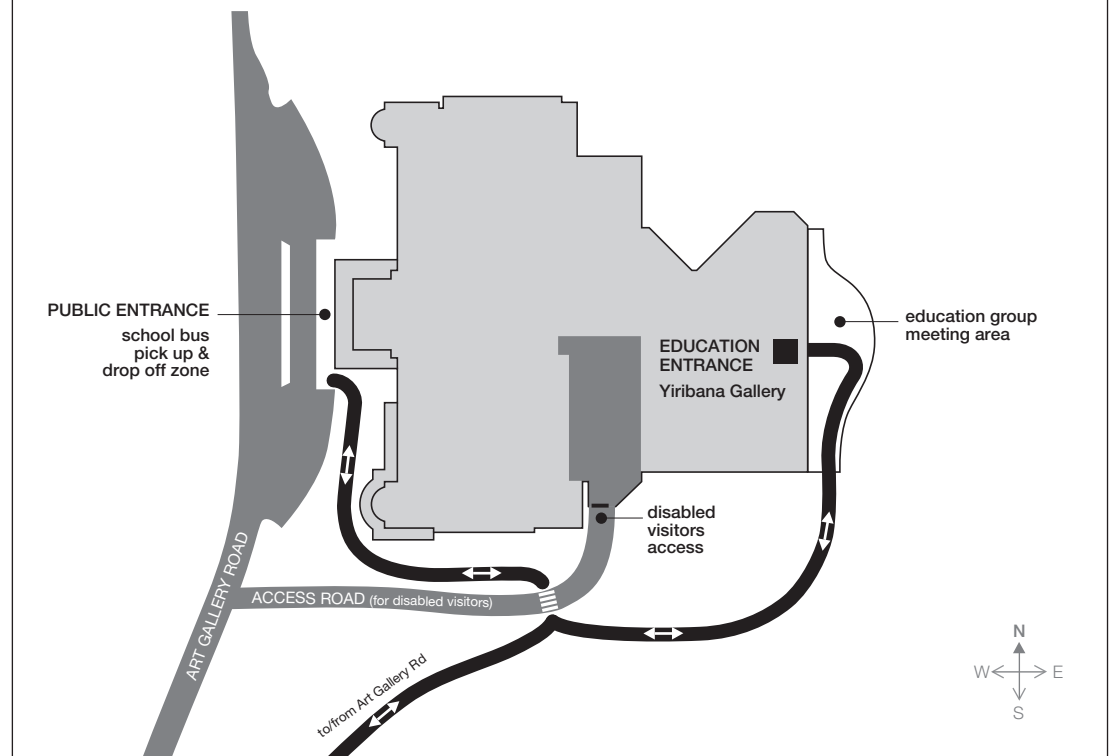 PUBLIC ENTRANCE
school bus
pick up &
drop off zone
EDUCATION
ENTRANCE
Yiribana Gallery
education group
meeting area
disabled
visitors
access
ART GALLERY ROAD
ACCESS ROAD (for disabled visitors)
to/from Art Gallery Rd
N
W E
S